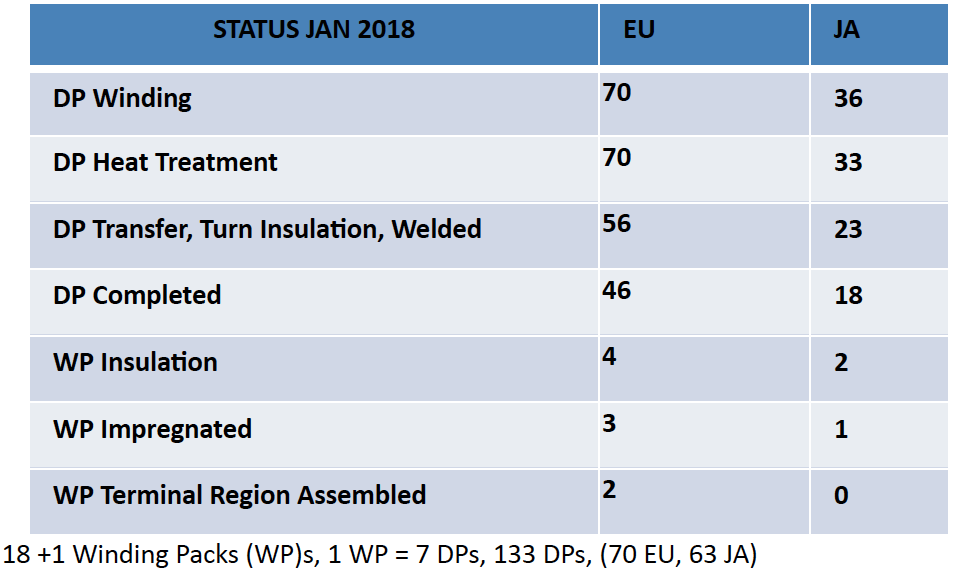 STATUS JAN 2018 EU JA
DP Winding 70 36
DP Heat Treatment 70 33
DP Transfer, Turn Insulation, Welded 56 23
DP Completed 46 18
WP Insulation 4 2
WP Impregnated 3 1
WP Terminal Region Assembled 2 0
18 +1 Winding Packs (WP)s, 1 WP = 7 DPs, 133 DPs, (70 EU, 63 JA)